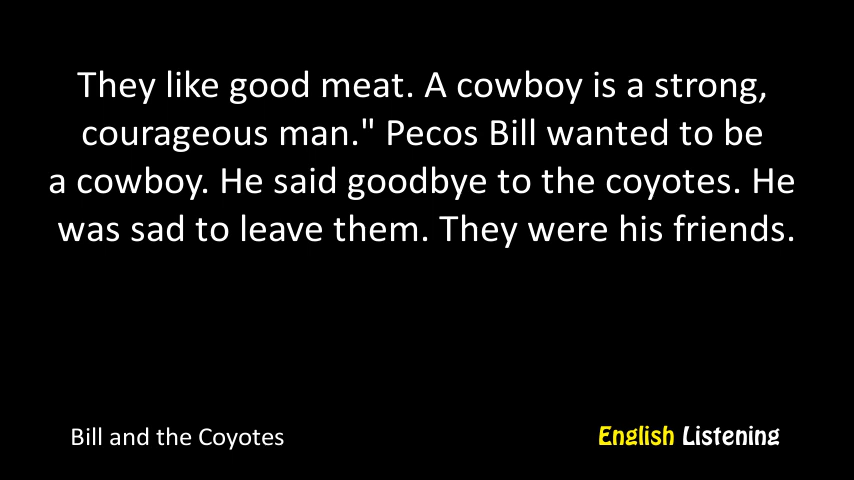 They like good meat. A cowboy is a strong,
courageous man." Pecos Bill wanted to be
a cowboy. He said goodbye to the coyotes. He
was sad to leave them. They were his friends.
Bill and the Coyotes
English Listening